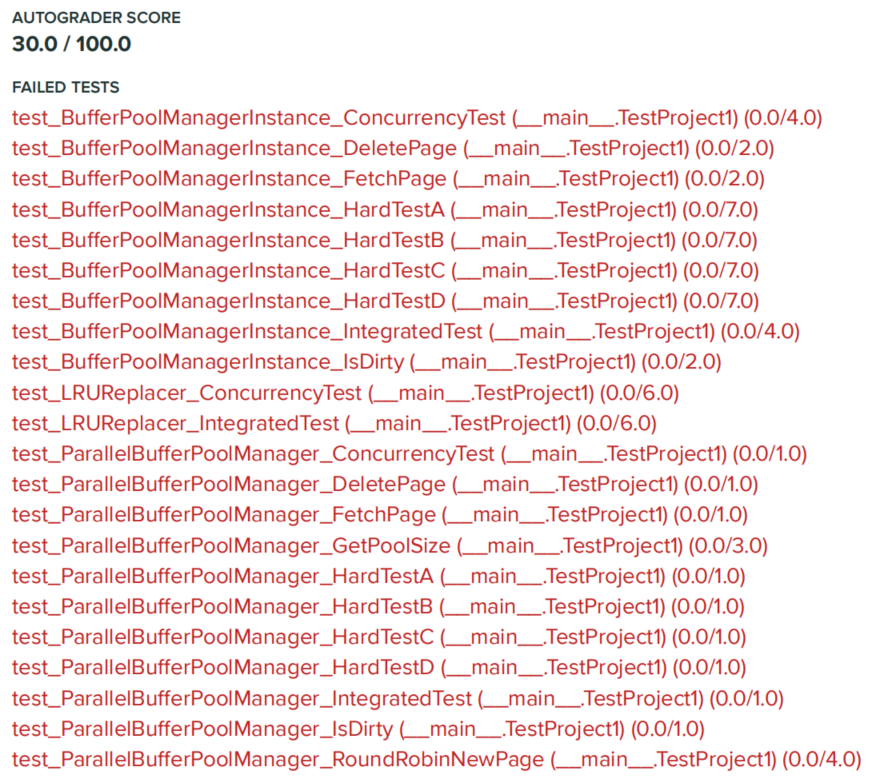 AUTOGRADER SCORE
30.0 / 100.0
FAILED TESTS
test_BufferPoolManagerInstance_ConcurrencyTest (__main__.TestProject1) (0.0/4.0)
test_BufferPoolManagerInstance_DeletePage (__main__.TestProject1) (0.0/2.0)
test_BufferPoolManagerInstance_FetchPage (__main__.TestProject1) (0.0/2.0)
test_BufferPoolManagerInstance_HardTestA (__main__.TestProject1) (0.0/7.0)
test_BufferPoolManagerInstance_HardTestB (__main__.TestProject1) (0.0/7.0)
test_BufferPoolManagerInstance_HardTestC (__main__.TestProject1) (0.0/7.0)
test_BufferPoolManagerInstance_HardTestD (__main__.TestProject1) (0.0/7.0)
test_BufferPoolManagerInstance_IntegratedTest (__main__.TestProject1) (0.0/4.0)
test_BufferPoolManagerInstance_IsDirty (__main__.TestProject1) (0.0/2.0)
test_LRUReplacer_ConcurrencyTest (__main__.TestProject1) (0.0/6.0)
test_LRUReplacer_IntegratedTest (__main__.TestProject1) (0.0/6.0)
test_ParallelBufferPoolManager_ConcurrencyTest (__main__.TestProject1) (0.0/1.0)
test_ParallelBufferPoolManager_DeletePage (__main__.TestProject1) (0.0/1.0)
test_ParallelBufferPoolManager_FetchPage (__main__.TestProject1) (0.0/1.0)
test_ParallelBufferPoolManager_GetPoolSize (__main__.TestProject1) (0.0/3.0)
test_ParallelBufferPoolManager_HardTestA (__main__.TestProject1) (0.0/1.0)
test_ParallelBufferPoolManager_HardTestB (__main__.TestProject1) (0.0/1.0)
test_ParallelBufferPoolManager_HardTestC (__main__.TestProject1) (0.0/1.0)
test_ParallelBufferPoolManager_HardTestD (__main__.TestProject1) (0.0/1.0)
test_ParallelBufferPoolManager_IntegratedTest (__main__.TestProject1) (0.0/1.0)
test_ParallelBufferPoolManager_IsDirty (__main__.TestProject1) (0.0/1.0)
test_ParallelBufferPoolManager_RoundRobinNewPage (__main__.TestProject1) (0.0/4.0)